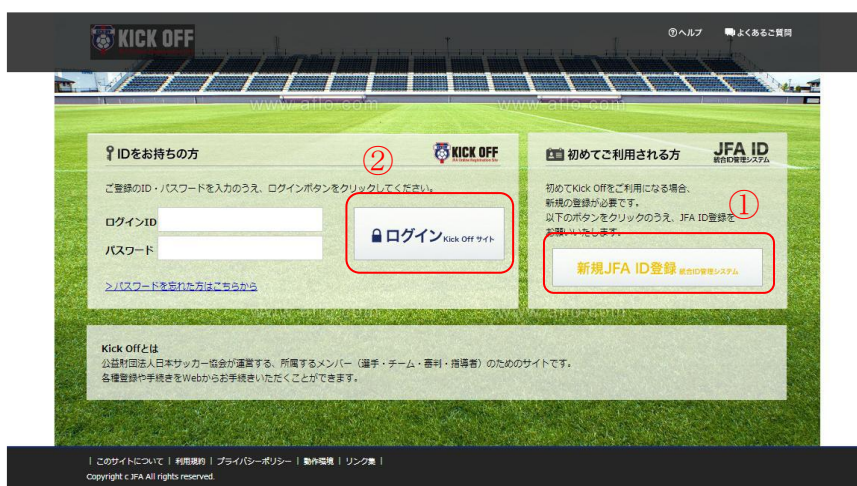 KICK OFF
ヘルプ
よくあるご質問
www-aflo-com
www-aflo-com
IDをお持ちの方
KICK OFF
初めてご利用される方
JFA ID
統合ID管理システム
②
ご登録のID・パスワードを入力のうえ、ログインボタンをクリックしてください。
ログインID
パスワード
ログイン Kick Off サイト
>パスワードを忘れた方はこちらから
初めてKick Offをご利用になる場合、
新規の登録が必要です。
以下のボタンをクリックのうえ、JFA ID登録を
お願いいたします。
①
新規JFA ID登録 統合ID管理システム
Kick Offとは
公益財団法人日本サッカー協会が運営する、所属するメンバー（選手・チーム・審判・指導者）のためのサイトです。
各種登録や手続きをWebからお手続きいただくことができます。
| このサイトについて | 利用規約 | プライバシーポリシー | 動作環境 | リンク集 |
Copyright c JFA All rights reserved.